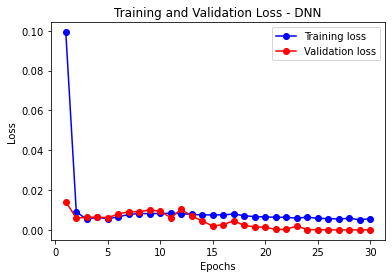 Training and Validation Loss - DNN
Training loss
Validation loss
Loss
0.10
0.08
0.06
0.04
0.02
0.00
0 5 10 15 20 25 30
Epochs